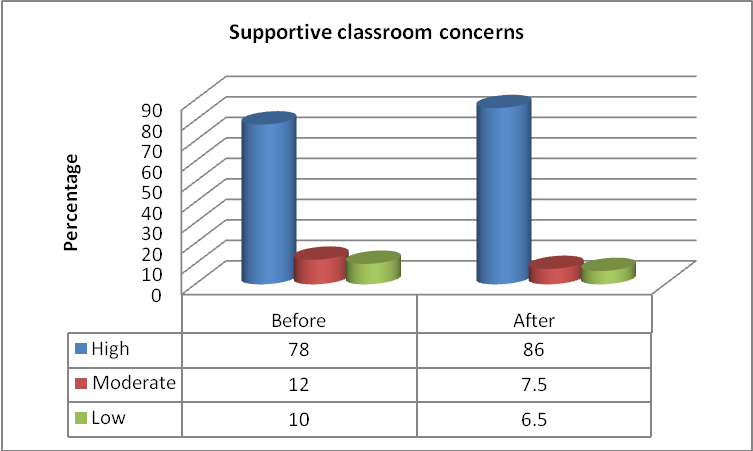 Supportive classroom concerns
Percentage
90
80
70
60
50
40
30
20
10
0
Before After
High 78 86
Moderate 12 7.5
Low 10 6.5